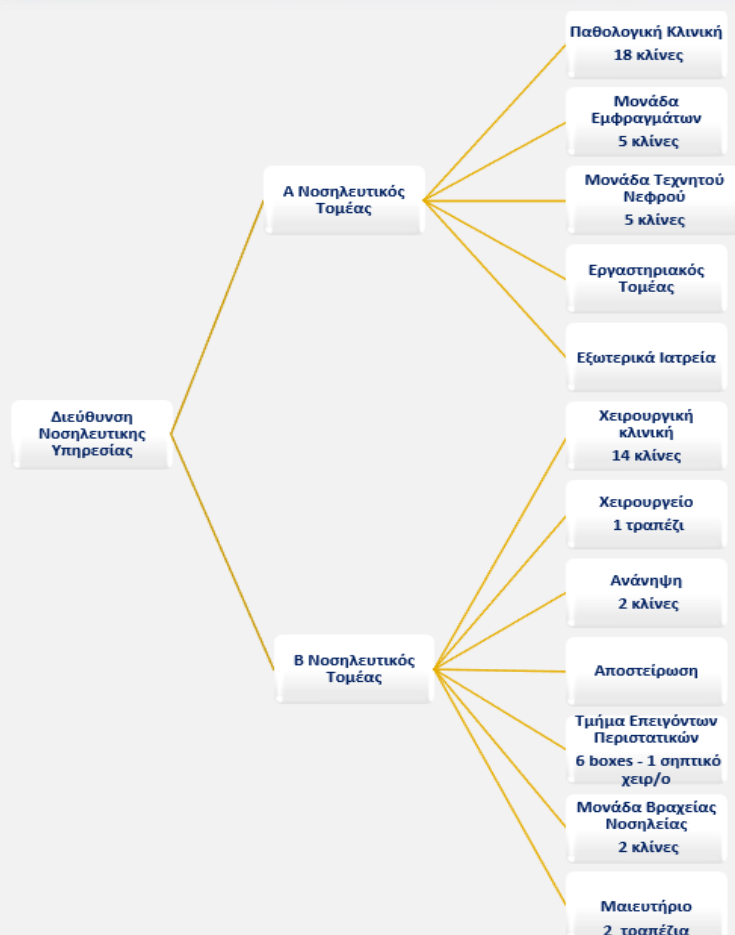 Παθολογική Κλινική
18 κλίνες
Μονάδα
Εμφραγμάτων
5 κλίνες
Μονάδα Τεχνητού
Νεφρού
5 κλίνες
Α Νοσηλευτικός
Τομέας
Εργαστηριακός
Τομέας
Εξωτερικά Ιατρεία
Διεύθυνση
Νοσηλευτικης
Υπηρεσίας
Χειρουργική
κλινική
14 κλίνες
Χειρουργείο
1 τραπέζι
Ανάνηψη
2 κλίνες
Β Νοσηλευτικός
Τομέας
Αποστείρωση
Τμήμα Επειγόντων
Περιστατικών
6 boxes - 1 σηπτικό
χειρ/ο
Μονάδα Βραχείας
Νοσηλείας
2 κλίνες
Μαιευτήριο
2 τραπέζια